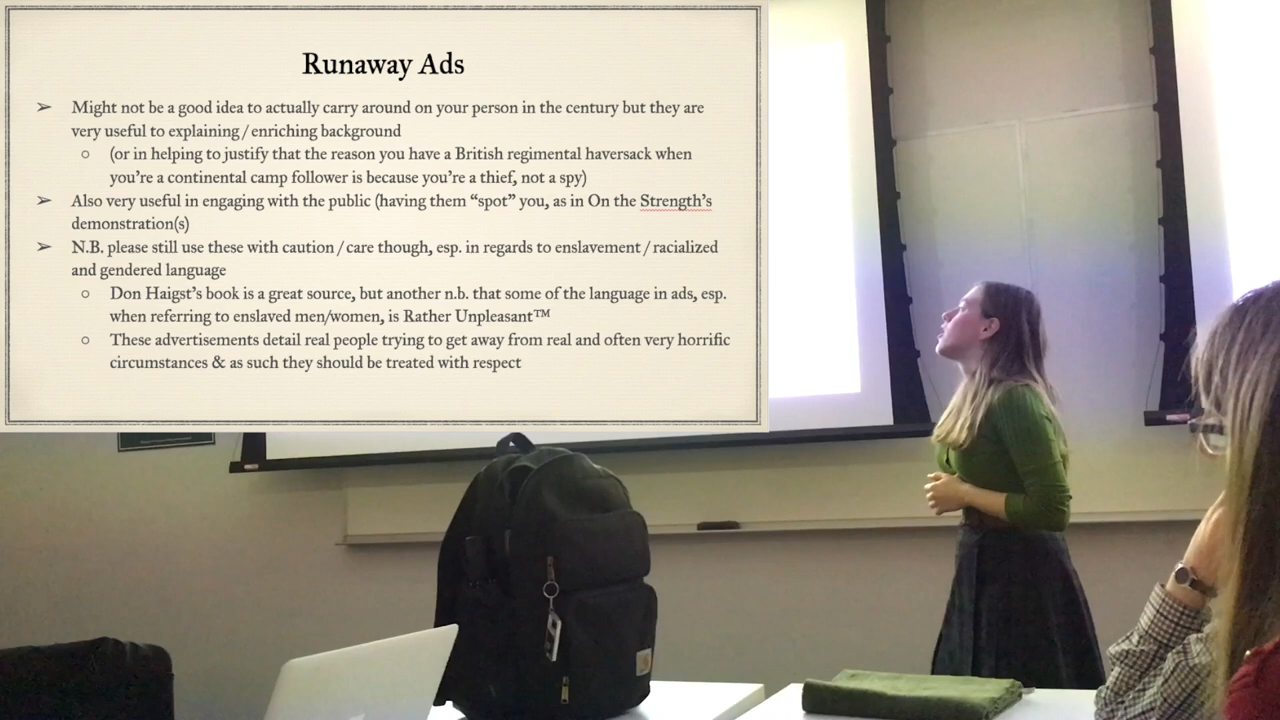 Runaway Ads
➢ Might not be a good idea to actually carry around on your person in the century but they are
very useful to explaining / enriching background
○ (or in helping to justify that the reason you have a British regimental haversack when
you're a continental camp follower is because you're a thief, not a spy)
➢ Also very useful in engaging with the public (having them “spot” you, as in On the Strength's
demonstration(s)
➢ N.B. please still use these with caution / care though, esp. in regards to enslavement / racialized
and gendered language
○ Don Haigst's book is a great source, but another n.b. that some of the language in ads, esp.
when referring to enslaved men/women, is Rather Unpleasant™
○ These advertisements detail real people trying to get away from real and often very horrific
circumstances & as such they should be treated with respect